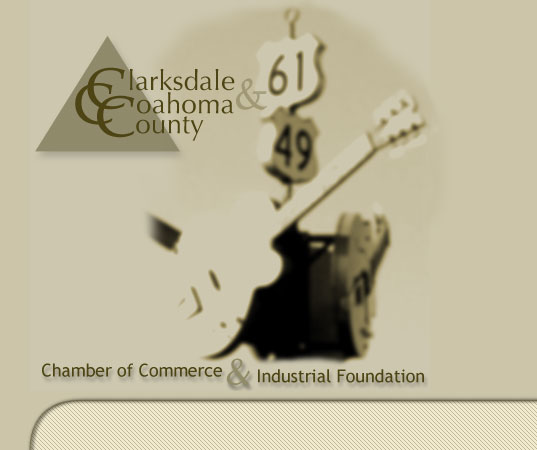 Clarksdale
&
Coahoma
County
61
49
Chamber of Commerce & Industrial Foundation